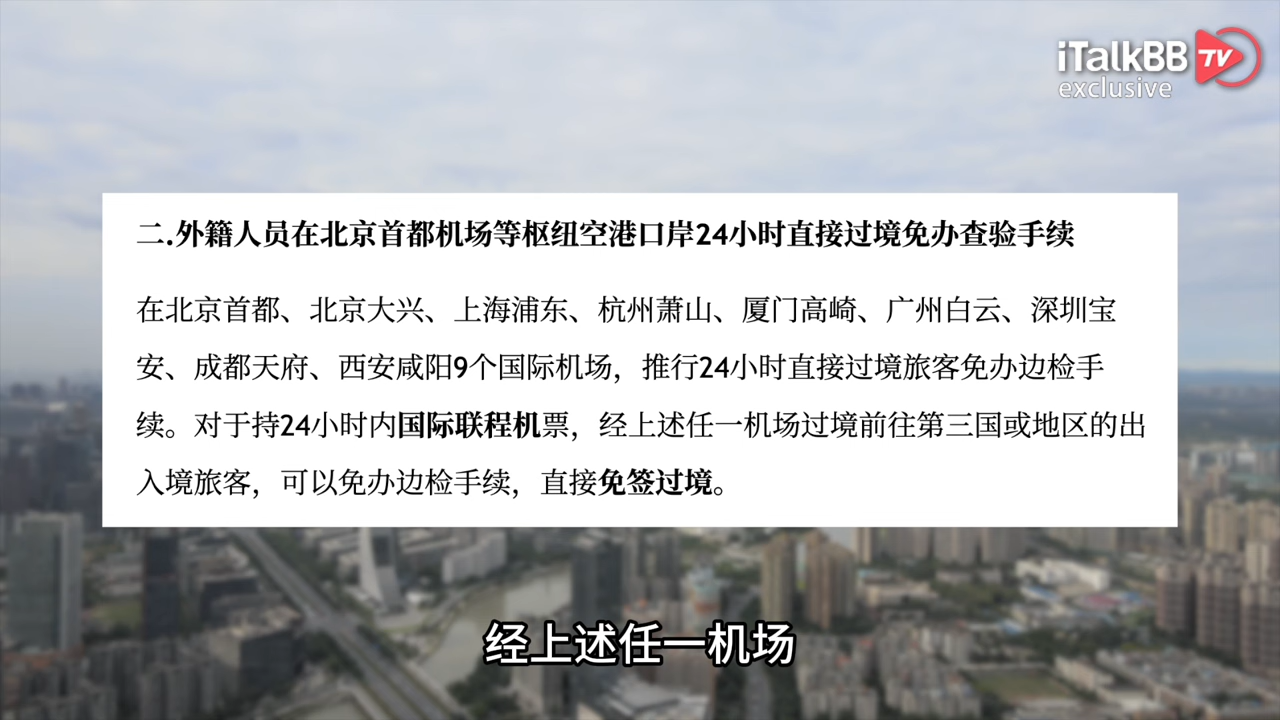 iTalkBB TV
exclusive
二.外籍人员在北京首都机场等枢纽空港口岸24小时直接过境免办查验手续
在北京首都、北京大兴、上海浦东、杭州萧山、厦门高崎、广州白云、深圳宝
安、成都天府、西安咸阳9个国际机场，推行24小时直接过境旅客免办边检手
续。对于持24小时内国际联程机票，经上述任一机场过境前往第三国或地区的出
入境旅客，可以免办边检手续，直接免签过境。
经上述任一机场